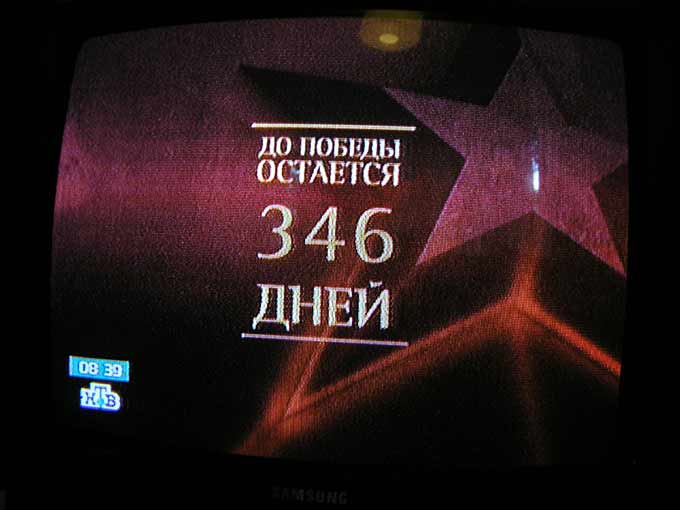 ДО ПОБЕДЫ
ОСТАЕТСЯ
346
ДНЕЙ
08 39
НТВ
SAMSUNG